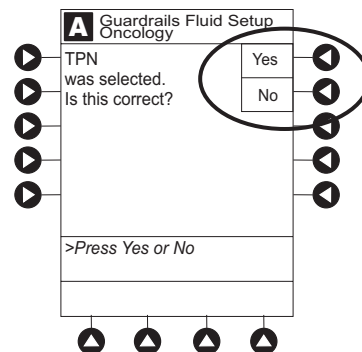 A Guardrails Fluid Setup
Oncology
TPN Yes
was selected.
Is this correct? No
>Press Yes or No